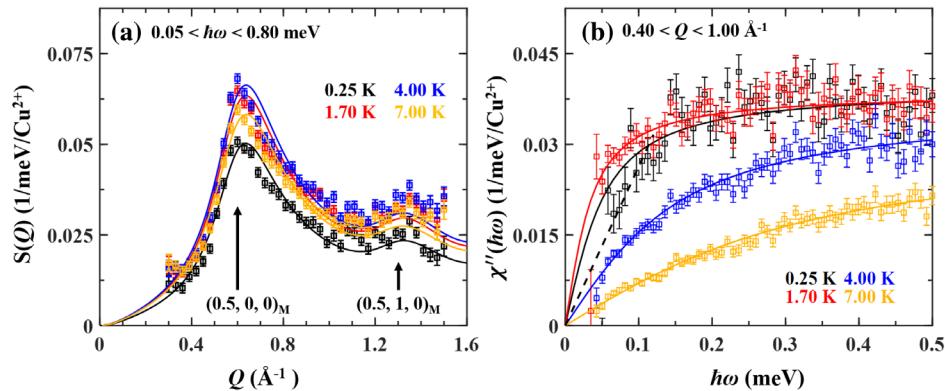 (a) 0.05 < ħω < 0.80 meV
0.25 K 4.00 K
1.70 K 7.00 K
(0.5, 0, 0)M
(0.5, 1, 0)M
S(Q) (1/meV/Cu²⁺)
0.075
0.05
0.025
0
0 0.4 0.8 1.2 1.6
Q (Å⁻¹)
(b) 0.40 < Q < 1.00 Å⁻¹
0.25 K 4.00 K
1.70 K 7.00 K
χ′′(ħω) (1/meV/Cu²⁺)
0.045
0.03
0.015
0
0 0.1 0.2 0.3 0.4 0.5
ħω (meV)